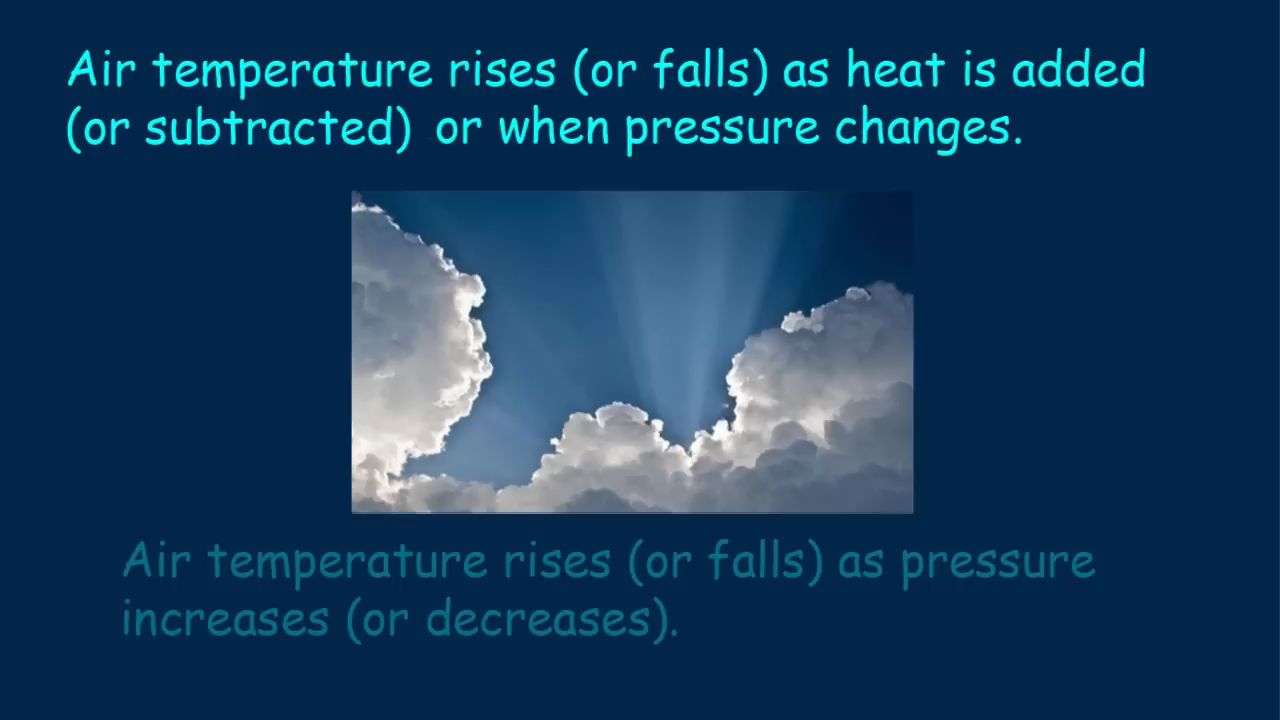 Air temperature rises (or falls) as heat is added
(or subtracted) or when pressure changes.
Air temperature rises (or falls) as pressure
increases (or decreases).